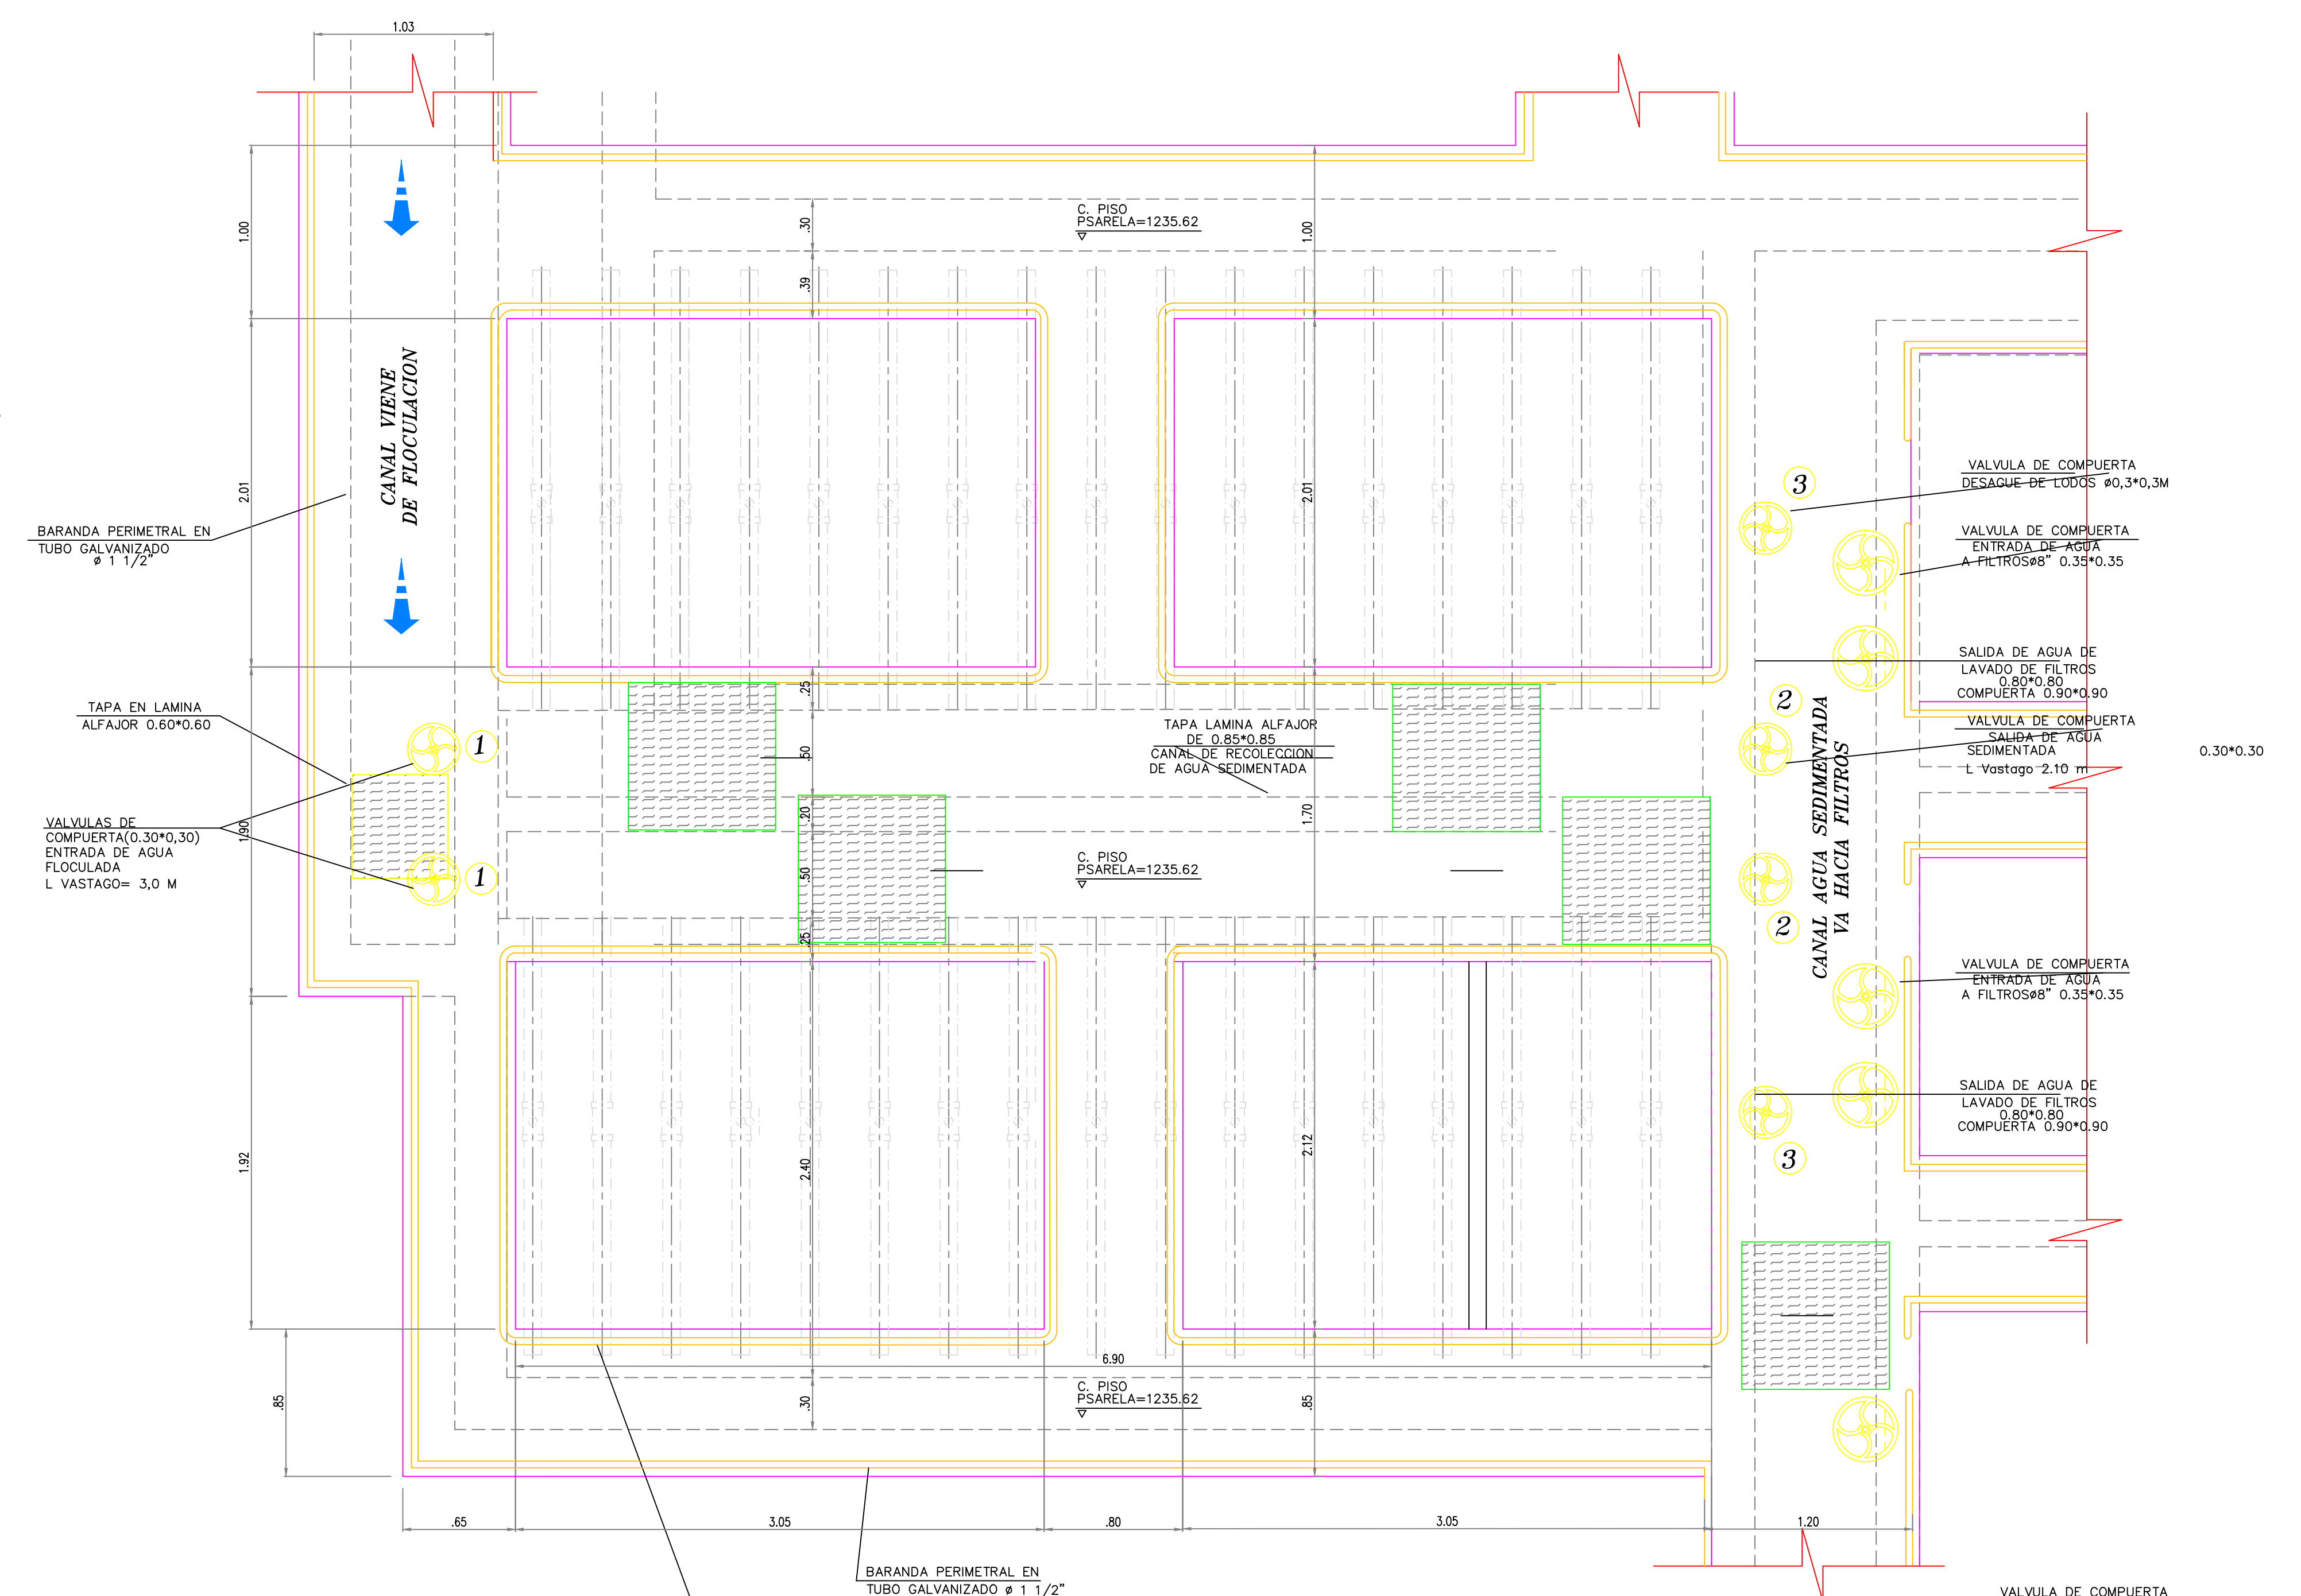 1.03
C. PISO
PSARELA=1235.62
.30
.39
1.00
1.00
CANAL VIENE
DE FLOCULACION
2.01
2.01
BARANDA PERIMETRAL EN
TUBO GALVANIZADO
ø 1 1/2"
3
VALVULA DE COMPUERTA
DESAGUE DE LODOS ø0,3*0,3M
VALVULA DE COMPUERTA
ENTRADA DE AGUA
A FILTROSø8" 0.35*0.35
SALIDA DE AGUA DE
LAVADO DE FILTROS
0.80*0.80
COMPUERTA 0.90*0.90
TAPA EN LAMINA
ALFAJOR 0.60*0.60
1
.25
.50
.20
.50
.25
TAPA LAMINA ALFAJOR
DE 0.85*0.85
CANAL DE RECOLECCION
DE AGUA SEDIMENTADA
2
VALVULA DE COMPUERTA
SALIDA DE AGUA
SEDIMENTADA
L Vastago 2.10 m
0.30*0.30
CANAL AGUA SEDIMENTADA
VA HACIA FILTROS
VALVULAS DE
COMPUERTA(0.30*0,30)
ENTRADA DE AGUA
FLOCULADA
L VASTAGO= 3,0 M
1.90
1
1.70
C. PISO
PSARELA=1235.62
2
VALVULA DE COMPUERTA
ENTRADA DE AGUA
A FILTROSø8" 0.35*0.35
SALIDA DE AGUA DE
LAVADO DE FILTROS
0.80*0.80
COMPUERTA 0.90*0.90
1.92
2.40
2.12
3
6.90
C. PISO
PSARELA=1235.62
.85
.30
.85
.65
3.05
.80
3.05
1.20
BARANDA PERIMETRAL EN
TUBO GALVANIZADO ø 1 1/2"
VALVULA DE COMPUERTA